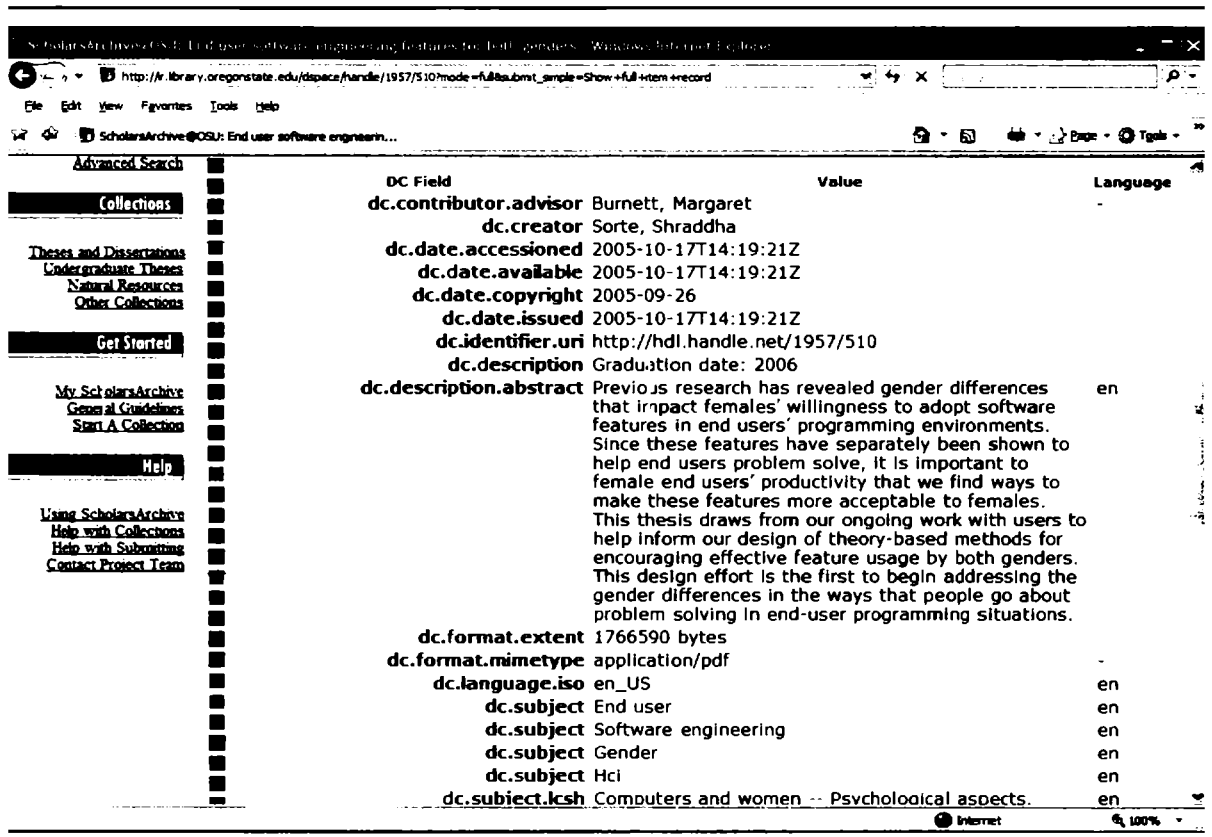 ScholarsArchive@OSU: End user software engineering features for both genders - Windows Internet Explorer
http://ir.library.oregonstate.edu/dspace/handle/1957/510?mode=full&submit_simple=Show+full+item+record
File Edit View Favorites Tools Help
ScholarsArchive@OSU: End user software engineerin...
Page Tools
Advanced Search
Collections
Theses and Dissertations
Undergraduate Theses
Natural Resources
Other Collections
Get Started
My ScholarsArchive
General Guidelines
Start A Collection
Help
Using ScholarsArchive
Help with Collections
Help with Submitting
Contact Project Team
DC Field Value Language
dc.contributor.advisor Burnett, Margaret -
dc.creator Sorte, Shraddha
dc.date.accessioned 2005-10-17T14:19:21Z
dc.date.available 2005-10-17T14:19:21Z
dc.date.copyright 2005-09-26
dc.date.issued 2005-10-17T14:19:21Z
dc.identifier.uri http://hdl.handle.net/1957/510
dc.description Graduation date: 2006
dc.description.abstract Previous research has revealed gender differences en
that impact females' willingness to adopt software
features in end users' programming environments.
Since these features have separately been shown to
help end users problem solve, it is important to
female end users' productivity that we find ways to
make these features more acceptable to females.
This thesis draws from our ongoing work with users to
help inform our design of theory-based methods for
encouraging effective feature usage by both genders.
This design effort is the first to begin addressing the
gender differences in the ways that people go about
problem solving in end-user programming situations.
dc.format.extent 1766590 bytes
dc.format.mimetype application/pdf -
dc.language.iso en_US en
dc.subject End user en
dc.subject Software engineering en
dc.subject Gender en
dc.subject Hci en
dc.subject.lcsh Computers and women -- Psychological aspects. en
Internet 100%